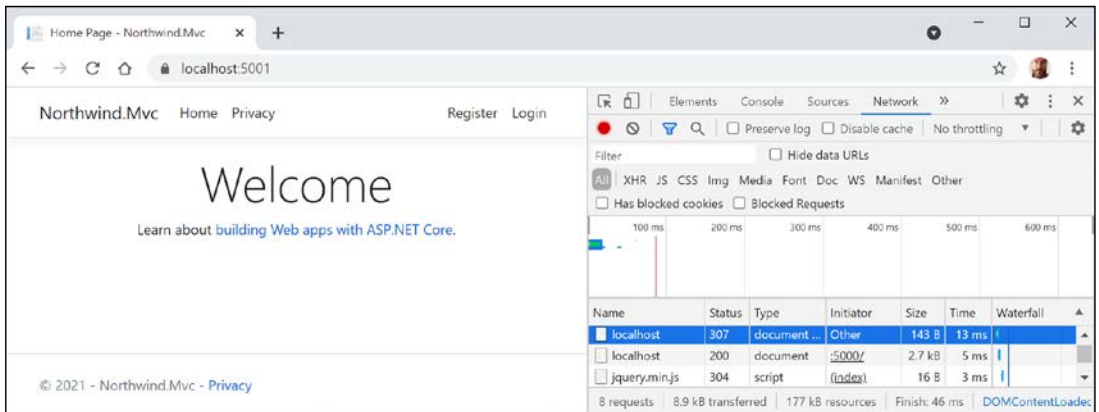 Home Page - Northwind.Mvc × +
localhost:5001
Northwind.Mvc Home Privacy Register Login
Welcome
Learn about building Web apps with ASP.NET Core.
© 2021 - Northwind.Mvc - Privacy
Elements Console Sources Network »
Preserve log Disable cache No throttling
Filter Hide data URLs
All XHR JS CSS Img Media Font Doc WS Manifest Other
Has blocked cookies Blocked Requests
100 ms 200 ms 300 ms 400 ms 500 ms 600 ms
Name Status Type Initiator Size Time Waterfall
localhost 307 document ... Other 143 B 13 ms
localhost 200 document :5000/ 2.7 kB 5 ms
jquery.min.js 304 script (index) 16 B 3 ms
8 requests 8.9 kB transferred 177 kB resources Finish: 46 ms DOMContentLoaded